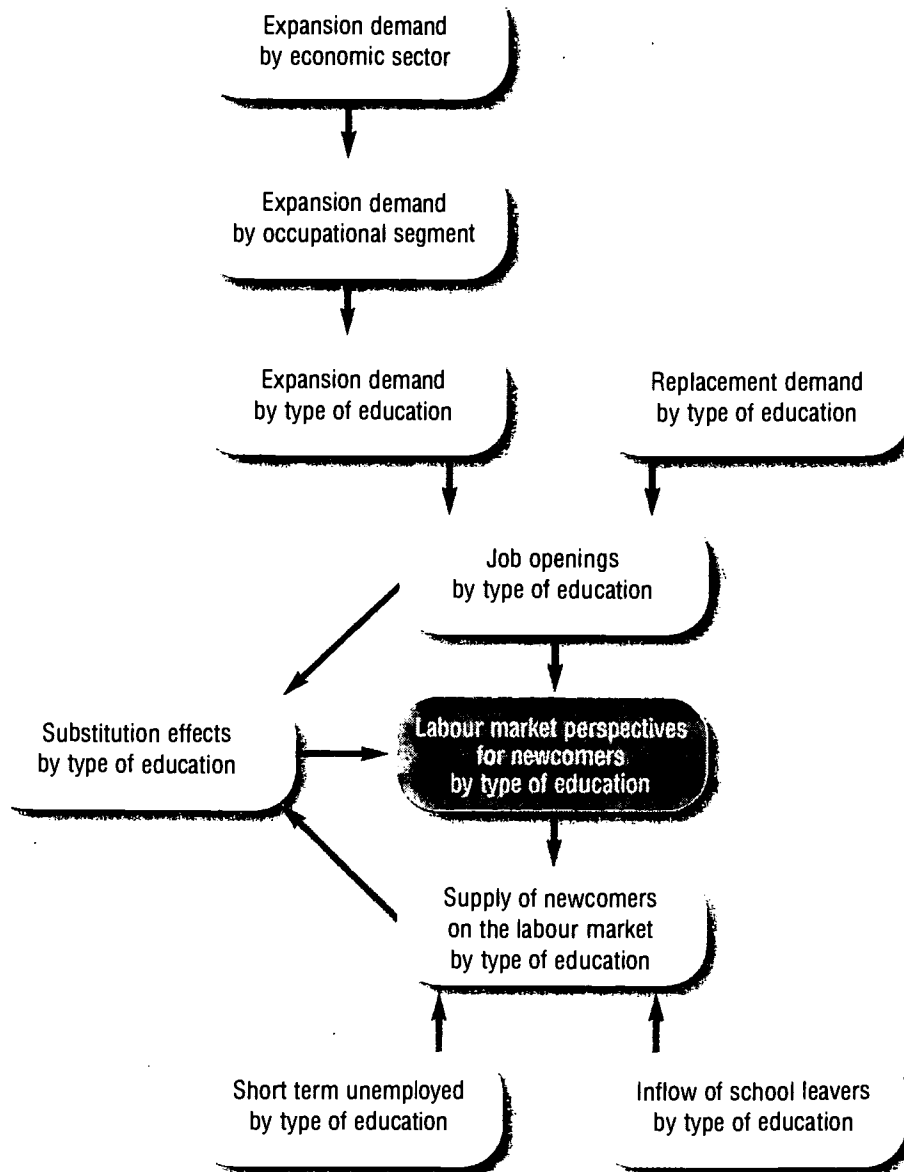 Expansion demand
by economic sector
Expansion demand
by occupational segment
Expansion demand
by type of education
Replacement demand
by type of education
Job openings
by type of education
Substitution effects
by type of education
Labour market perspectives
for newcomers
by type of education
Supply of newcomers
on the labour market
by type of education
Short term unemployed
by type of education
Inflow of school leavers
by type of education